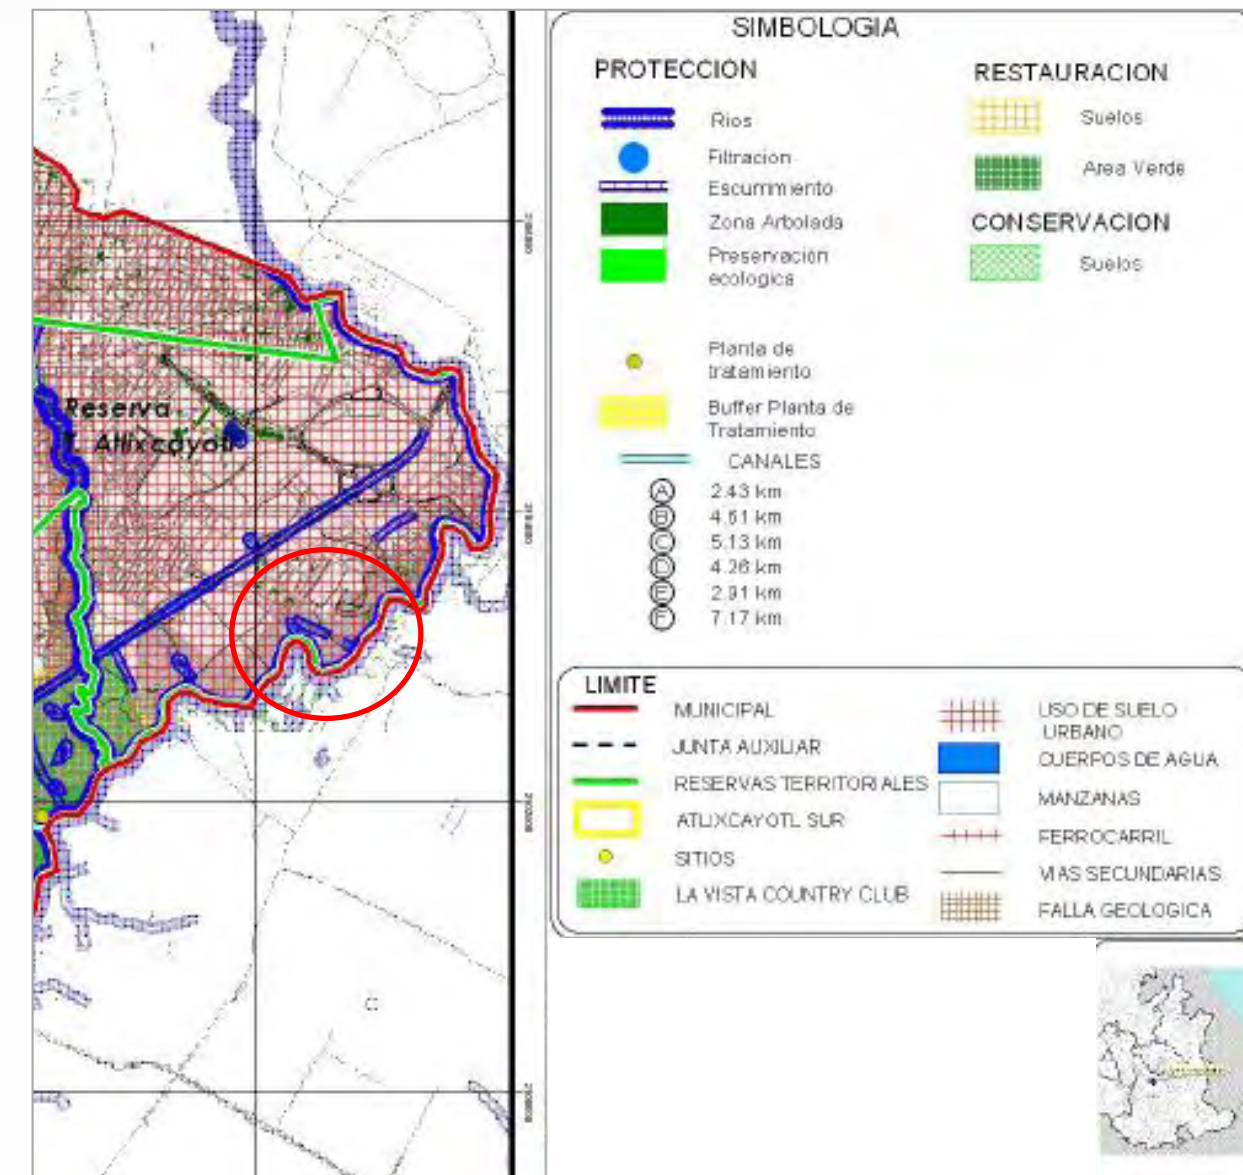 Reserva
Atlixcayotl
SIMBOLOGIA
PROTECCION
Rios
Filtracion
Escurrimiento
Zona Arbolada
Preservación
ecologica
Planta de
tratamiento
Buffer Planta de
Tratamiento
CANALES
A 2.43 km
B 4.61 km
C 5.13 km
D 4.26 km
E 2.91 km
F 7.17 km
RESTAURACION
Suelos
Area Verde
CONSERVACION
Suelos
LIMITE
MUNICIPAL
JUNTA AUXILIAR
RESERVAS TERRITORIALES
ATLIXCAYOTL SUR
SITIOS
LA VISTA COUNTRY CLUB
USO DE SUELO
URBANO
CUERPOS DE AGUA
MANZANAS
FERROCARRIL
VIAS SECUNDARIAS
FALLA GEOLOGICA